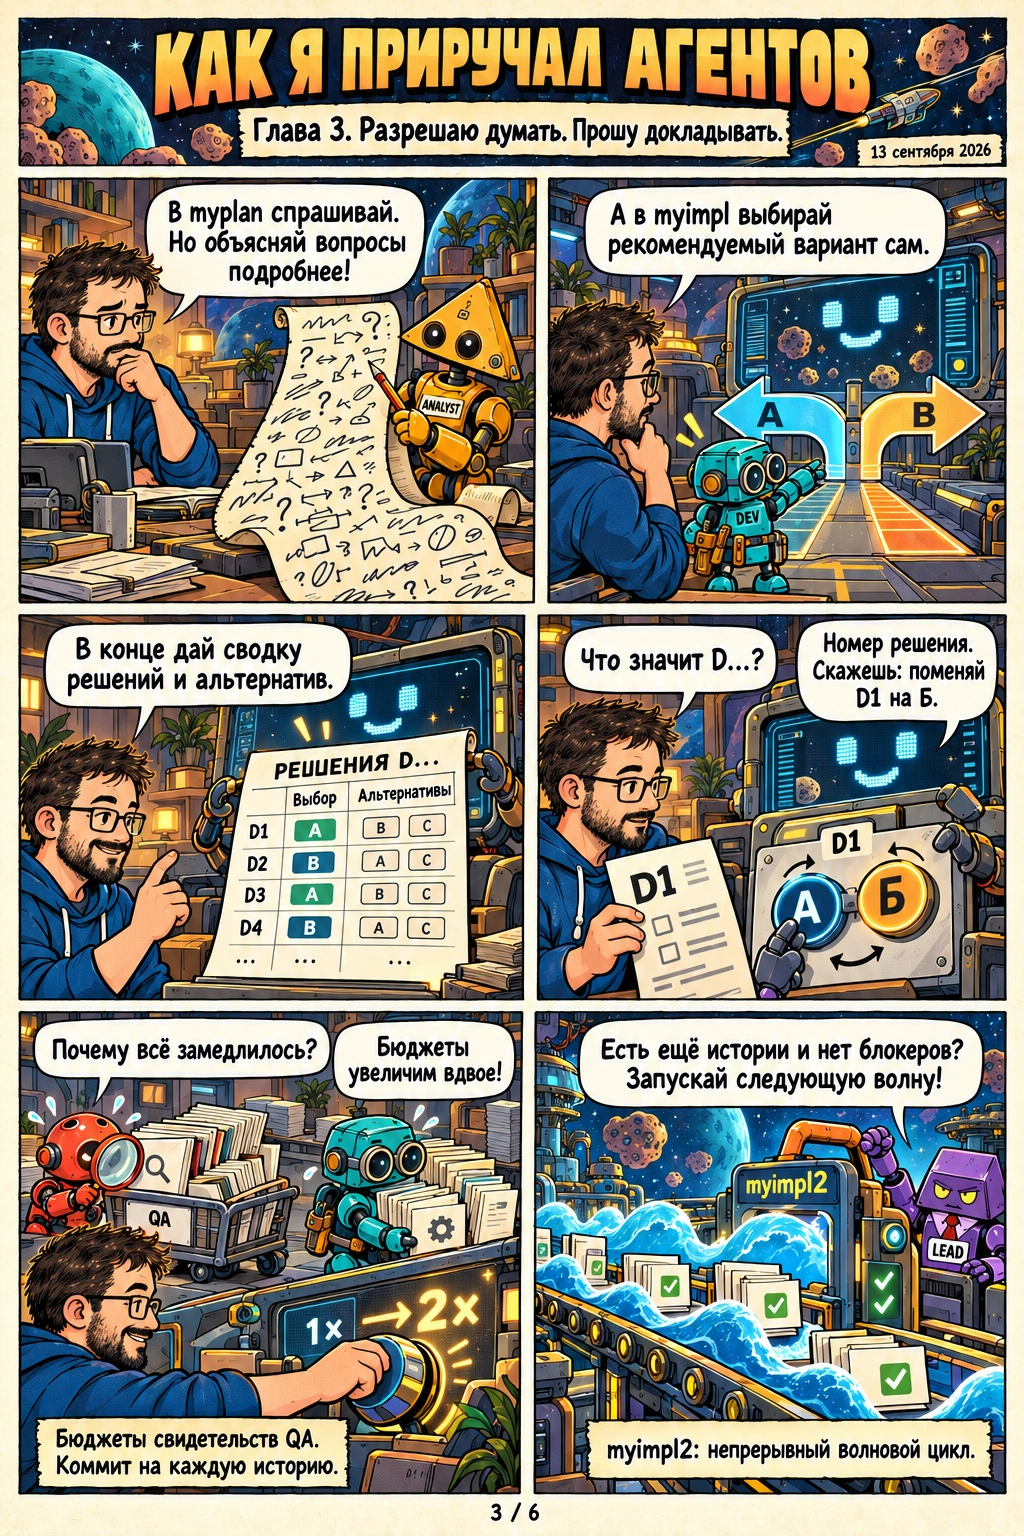 КАК Я ПРИРУЧАЛ АГЕНТОВ
Глава 3. Разрешаю думать. Прошу докладывать.
13 сентября 2026
В myplan спрашивай.
Но объясняй вопросы
подробнее!
ANALYST
А в myimpl выбирай
рекомендуемый вариант сам.
A
B
DEV
В конце дай сводку
решений и альтернатив.
РЕШЕНИЯ D...
Выбор Альтернативы
D1 A B C
D2 B A C
D3 A B C
D4 B A C
... ... ...
Что значит D...?
Номер решения.
Скажешь: поменяй
D1 на Б.
D1
D1
А Б
Почему всё замедлилось?
Бюджеты
увеличим вдвое!
QA
1x → 2x
Бюджеты свидетельств QA.
Коммит на каждую историю.
Есть ещё истории и нет блокеров?
Запускай следующую волну!
myimpl2
LEAD
myimpl2: непрерывный волновой цикл.
3 / 6